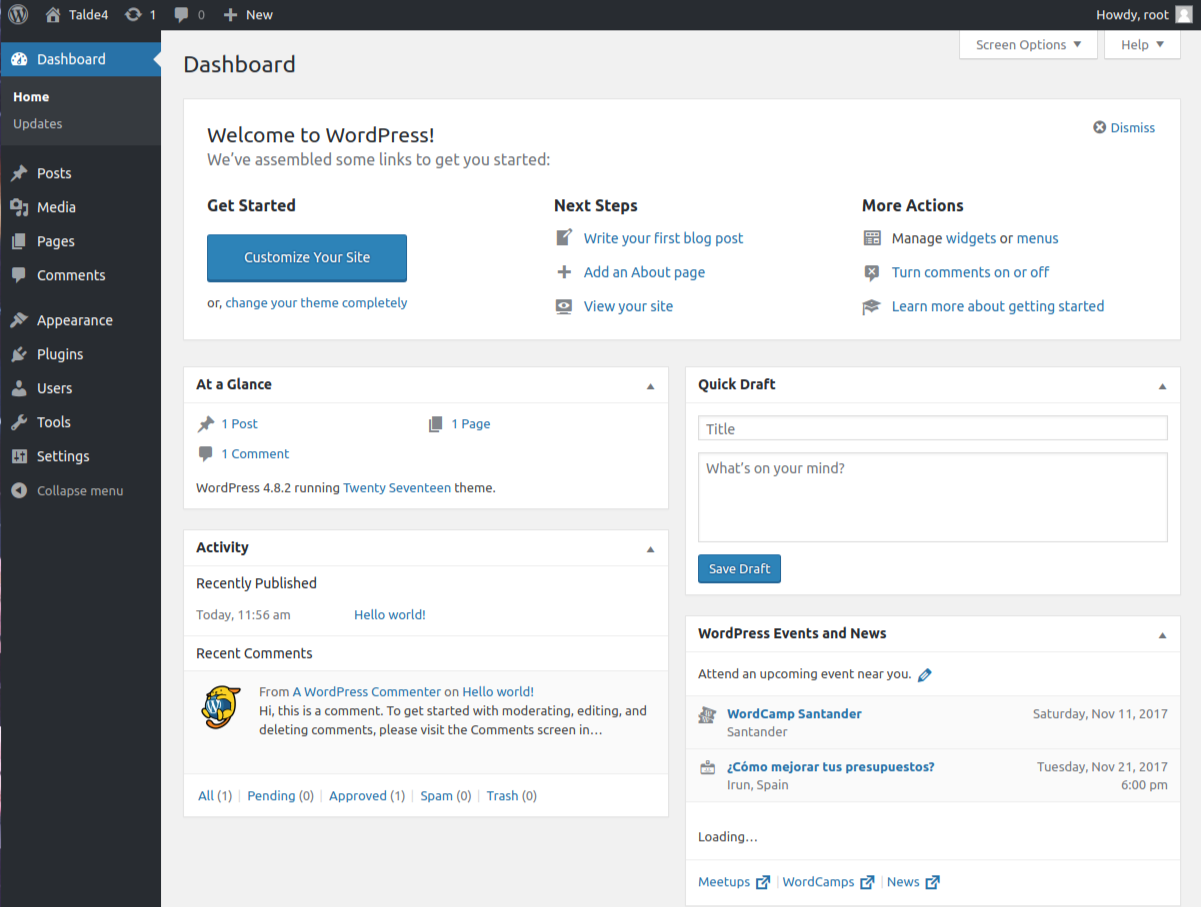 Talde4 1 0 New
Howdy, root
Screen Options Help
Dashboard
Home
Updates
Posts
Media
Pages
Comments
Appearance
Plugins
Users
Tools
Settings
Collapse menu
Dashboard
Welcome to WordPress!
We've assembled some links to get you started:
Dismiss
Get Started
Customize Your Site
or, change your theme completely
Next Steps
Write your first blog post
Add an About page
View your site
More Actions
Manage widgets or menus
Turn comments on or off
Learn more about getting started
At a Glance
1 Post 1 Page
1 Comment
WordPress 4.8.2 running Twenty Seventeen theme.
Activity
Recently Published
Today, 11:56 am Hello world!
Recent Comments
From A WordPress Commenter on Hello world!
Hi, this is a comment. To get started with moderating, editing, and
deleting comments, please visit the Comments screen in…
All (1) | Pending (0) | Approved (1) | Spam (0) | Trash (0)
Quick Draft
Title
What's on your mind?
Save Draft
WordPress Events and News
Attend an upcoming event near you.
WordCamp Santander Saturday, Nov 11, 2017
Santander
¿Cómo mejorar tus presupuestos? Tuesday, Nov 21, 2017
Irun, Spain 6:00 pm
Loading…
Meetups | WordCamps | News